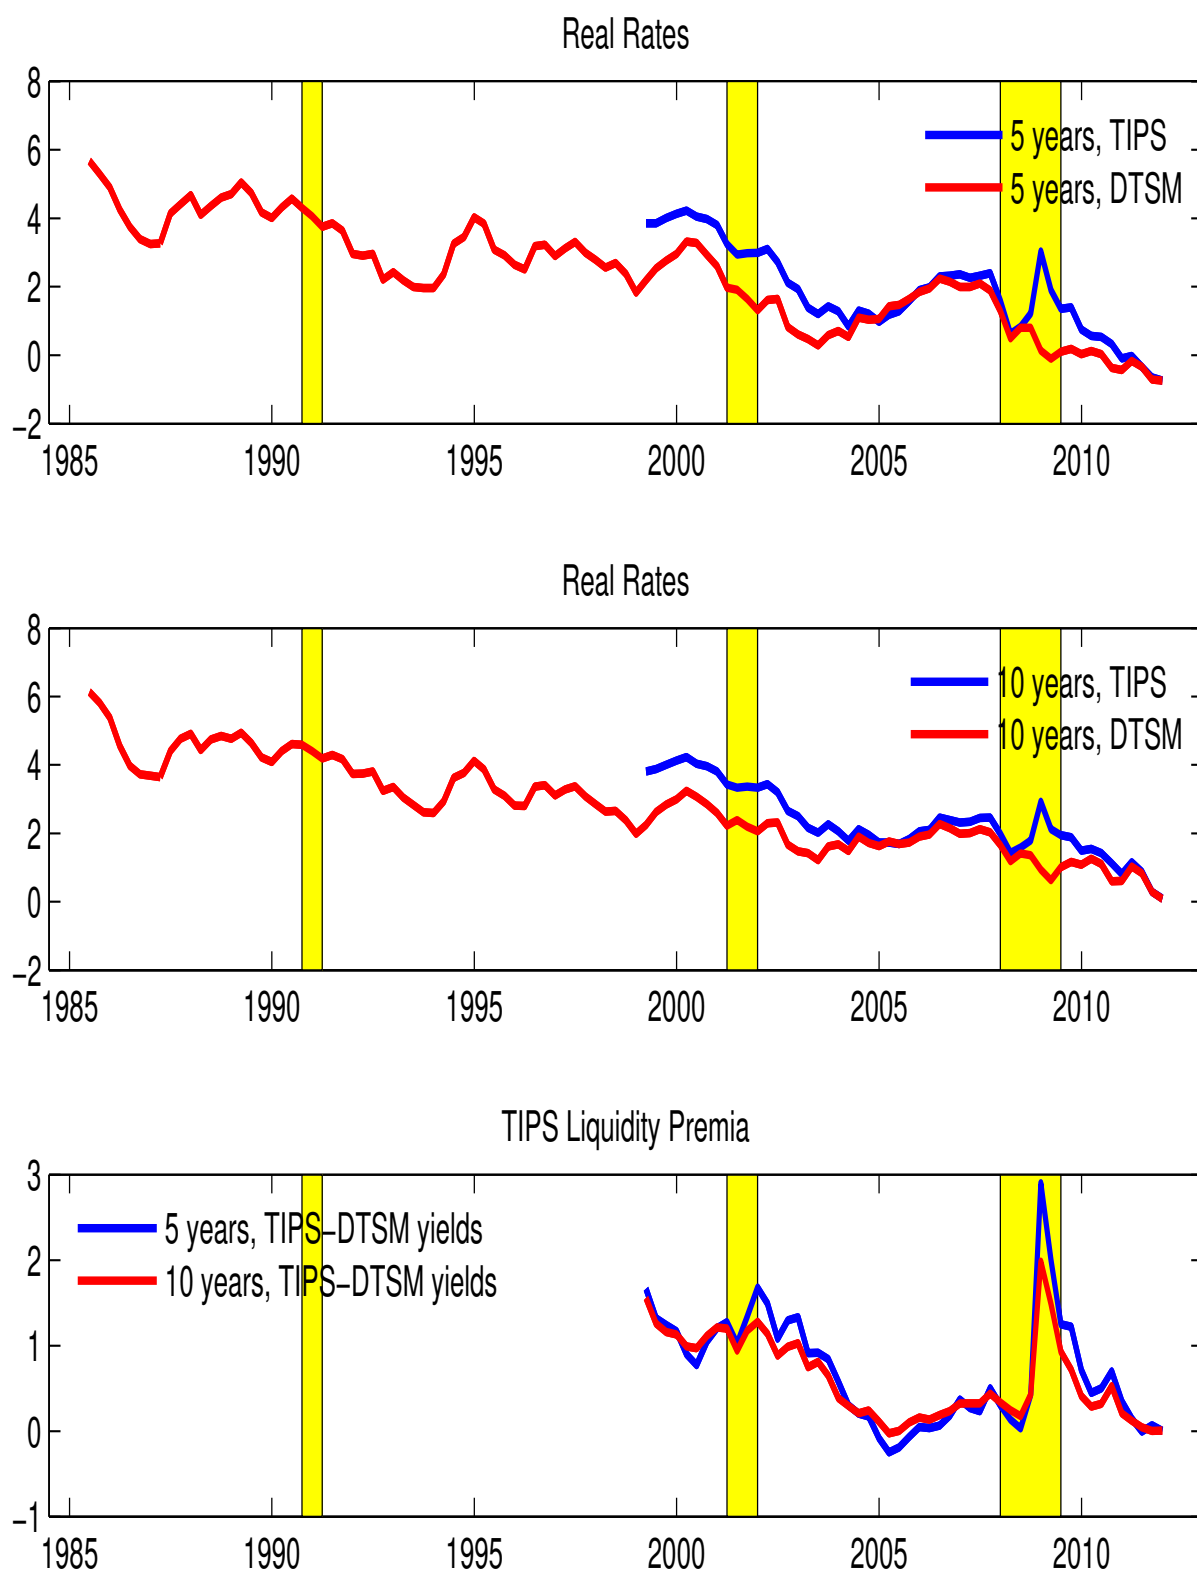 Real Rates
8
6
4
2
0
−2
5 years, TIPS
5 years, DTSM
1985 1990 1995 2000 2005 2010
Real Rates
8
6
4
2
0
−2
10 years, TIPS
10 years, DTSM
1985 1990 1995 2000 2005 2010
TIPS Liquidity Premia
3
2
1
0
−1
5 years, TIPS−DTSM yields
10 years, TIPS−DTSM yields
1985 1990 1995 2000 2005 2010